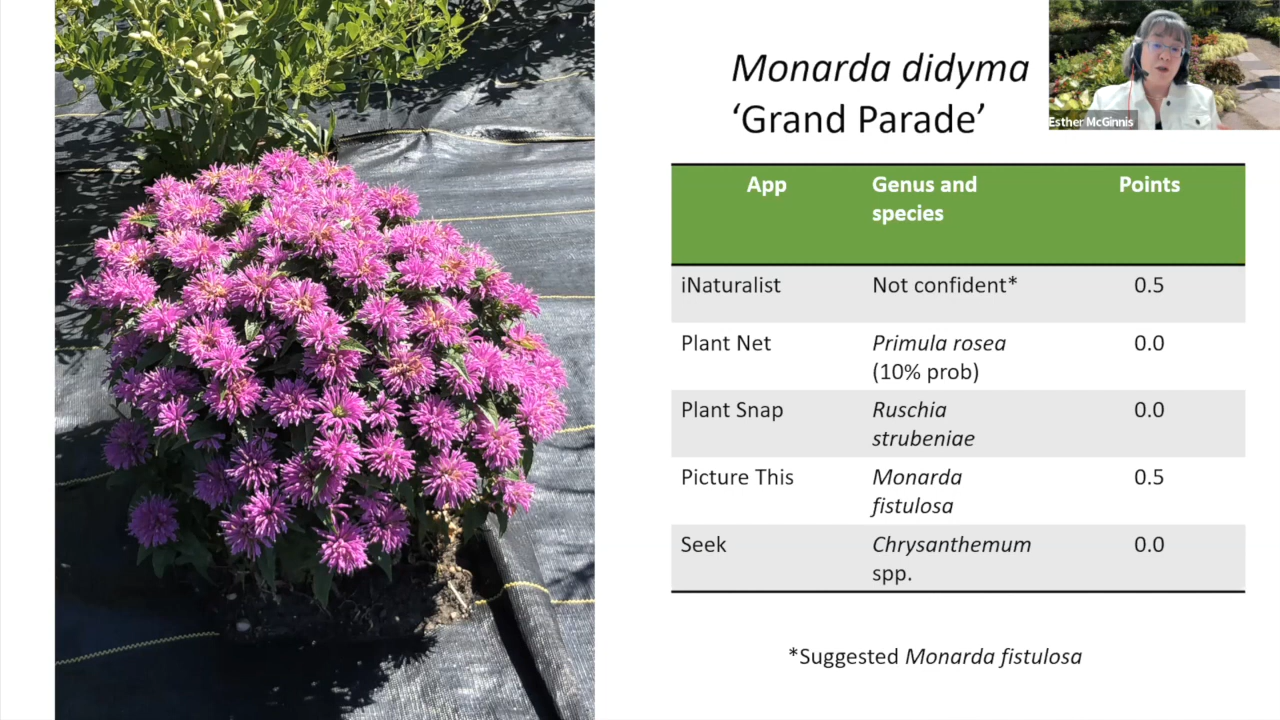 Monarda didyma
‘Grand Parade’
Esther McGinnis
App Genus and species Points
iNaturalist Not confident* 0.5
Plant Net Primula rosea (10% prob) 0.0
Plant Snap Ruschia strubeniae 0.0
Picture This Monarda fistulosa 0.5
Seek Chrysanthemum spp. 0.0
*Suggested Monarda fistulosa